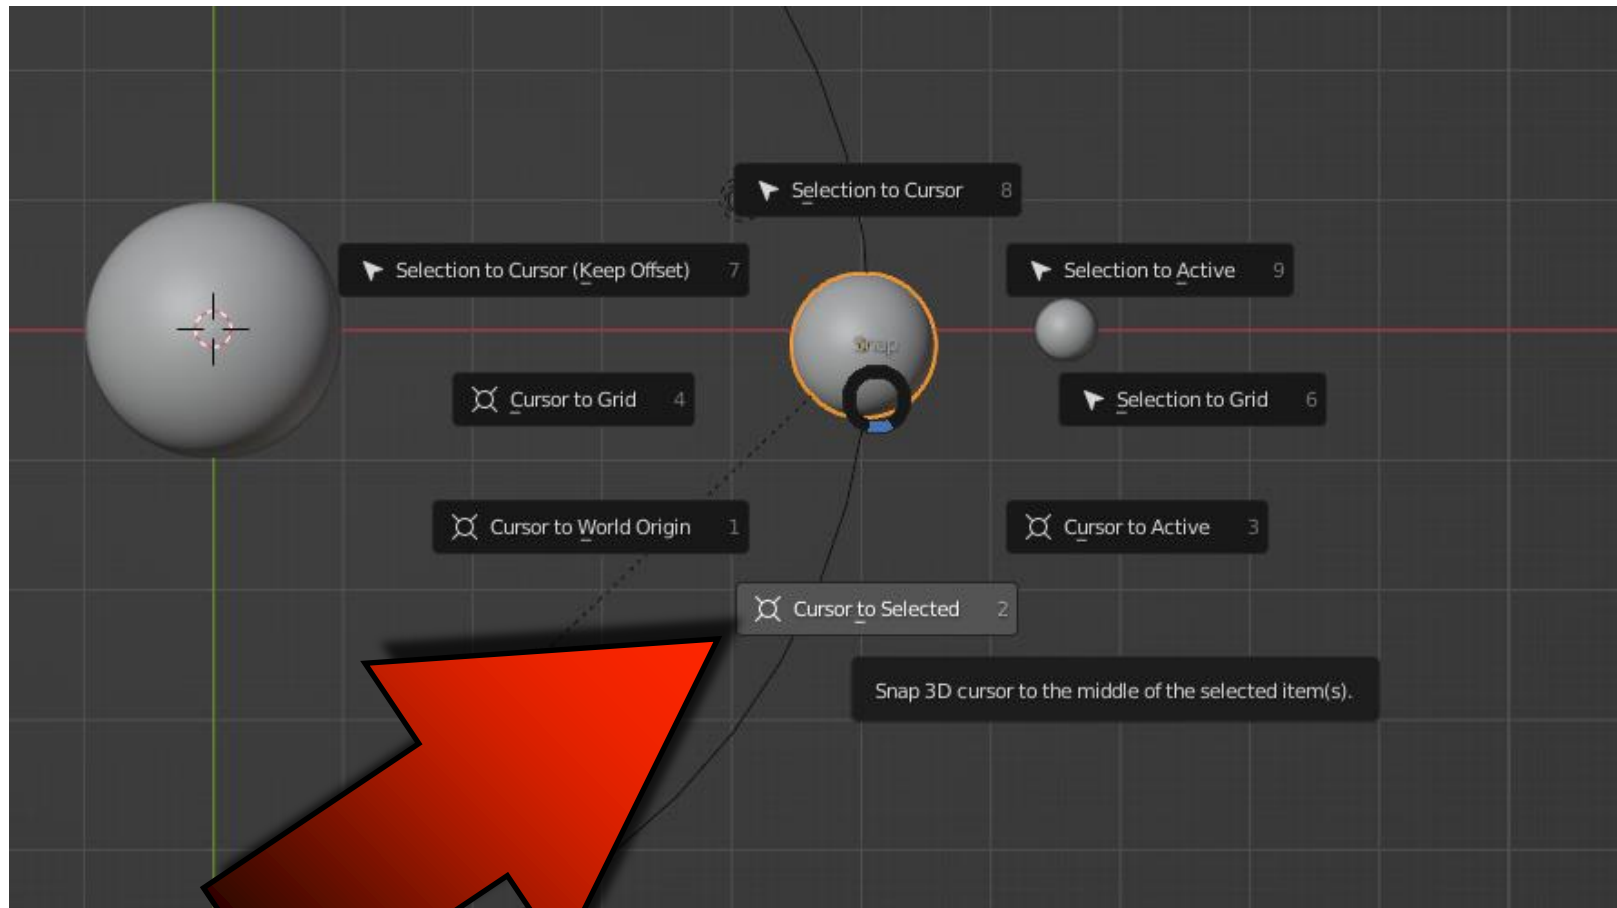 Selection to Cursor 8
Selection to Cursor (Keep Offset) 7
Selection to Active 9
Snap
Cursor to Grid 4
Selection to Grid 6
Cursor to World Origin 1
Cursor to Active 3
Cursor to Selected 2
Snap 3D cursor to the middle of the selected item(s).